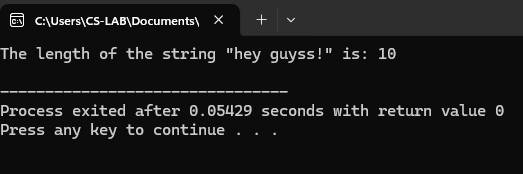 C:\Users\CS-LAB\Documents\
The length of the string "hey guyss!" is: 10
--------------------------------
Process exited after 0.05429 seconds with return value 0
Press any key to continue . . .